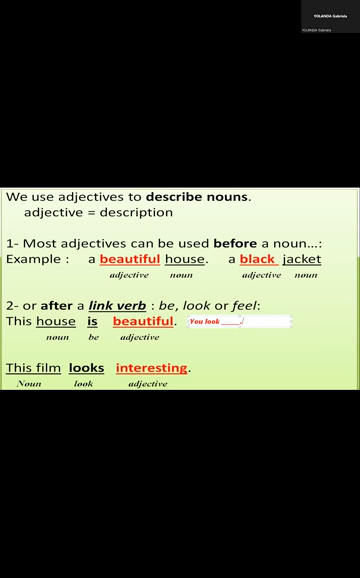 YOLANDA Gabriela
YOLANDA Gabriela
We use adjectives to describe nouns.
adjective = description
1- Most adjectives can be used before a noun...:
Example : a beautiful house. a black jacket
adjective noun adjective noun
2- or after a link verb : be, look or feel:
This house is beautiful. You look _____.
noun be adjective
This film looks interesting.
Noun look adjective